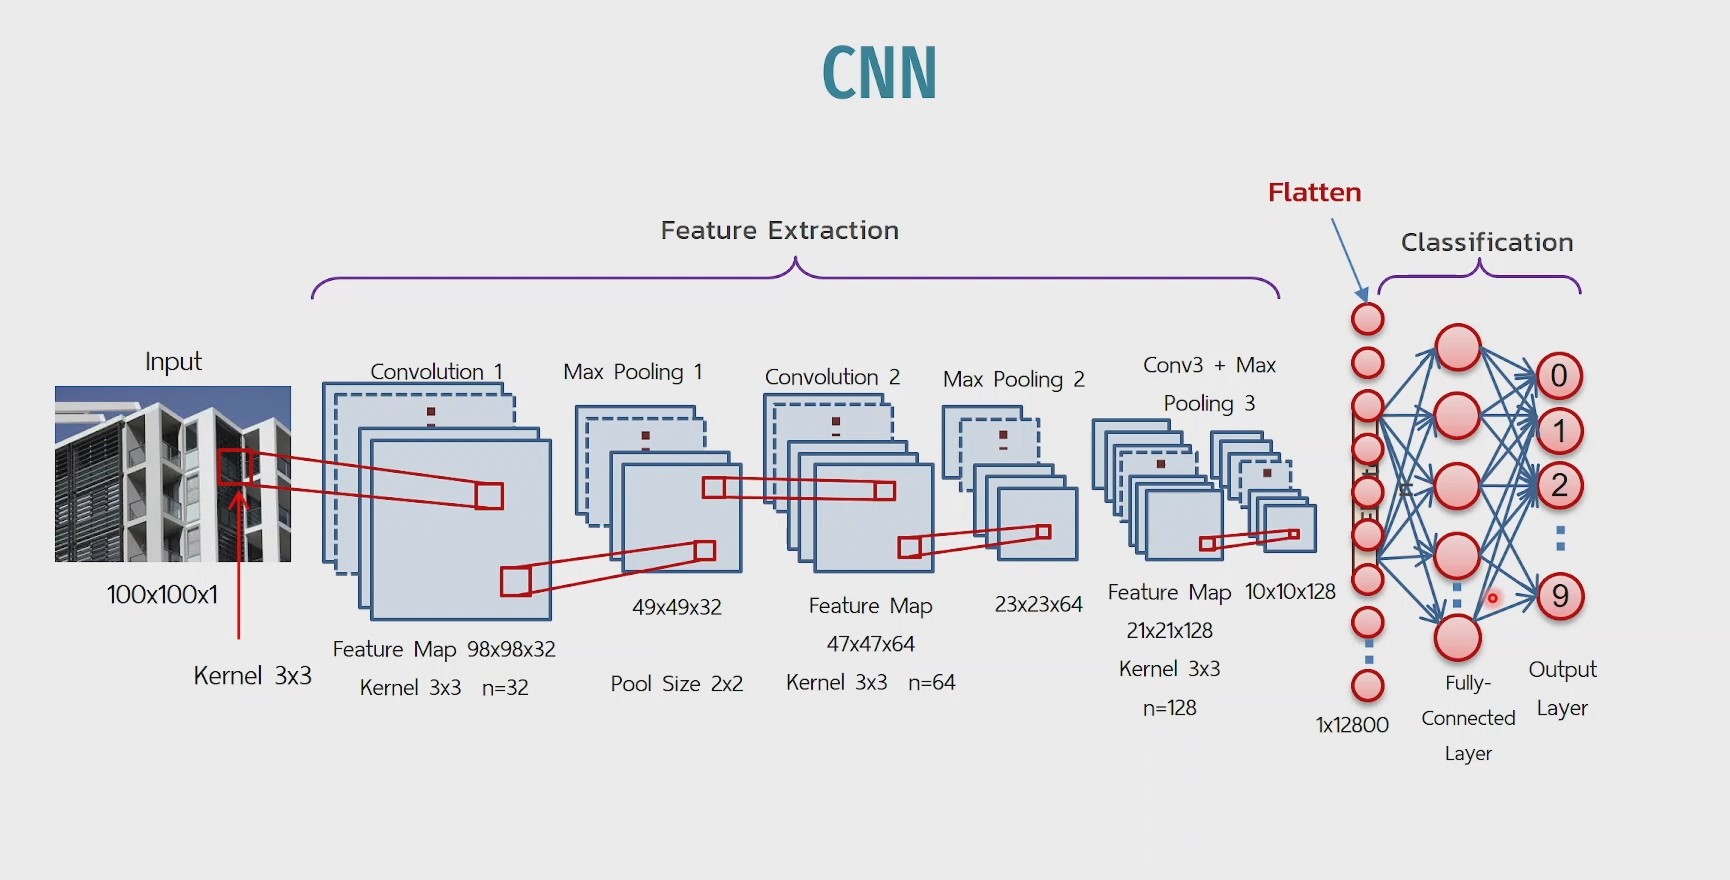 CNN
Flatten
Feature Extraction
Classification
Input
Convolution 1
Max Pooling 1
Convolution 2
Max Pooling 2
Conv3 + Max
Pooling 3
100x100x1
Kernel 3x3
Feature Map 98x98x32
Kernel 3x3 n=32
49x49x32
Pool Size 2x2
Feature Map
47x47x64
Kernel 3x3 n=64
23x23x64
Feature Map
21x21x128
Kernel 3x3
n=128
10x10x128
1x12800
0
1
2
9
Fully-
Connected
Layer
Output
Layer